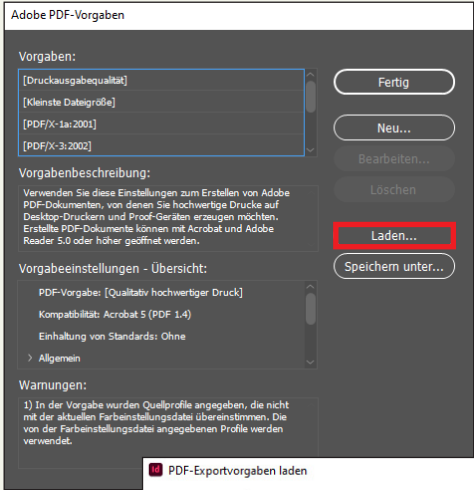 Adobe PDF-Vorgaben
Vorgaben:
[Druckausgabequalität]
[Kleinste Dateigröße]
[PDF/X-1a:2001]
[PDF/X-3:2002]
Fertig
Neu...
Bearbeiten...
Löschen
Laden...
Speichern unter...
Vorgabenbeschreibung:
Verwenden Sie diese Einstellungen zum Erstellen von Adobe
PDF-Dokumenten, von denen Sie hochwertige Drucke auf
Desktop-Druckern und Proof-Geräten erzeugen möchten.
Erstellte PDF-Dokumente können mit Acrobat und Adobe
Reader 5.0 oder höher geöffnet werden.
Vorgabeeinstellungen - Übersicht:
PDF-Vorgabe: [Qualitativ hochwertiger Druck]
Kompatibilität: Acrobat 5 (PDF 1.4)
Einhaltung von Standards: Ohne
> Allgemein
Warnungen:
1) In der Vorgabe wurden Quellprofile angegeben, die nicht
mit der aktuellen Farbeinstellungsdatei übereinstimmen. Die
von der Farbeinstellungsdatei angegebenen Profile werden
verwendet.
Id PDF-Exportvorgaben laden